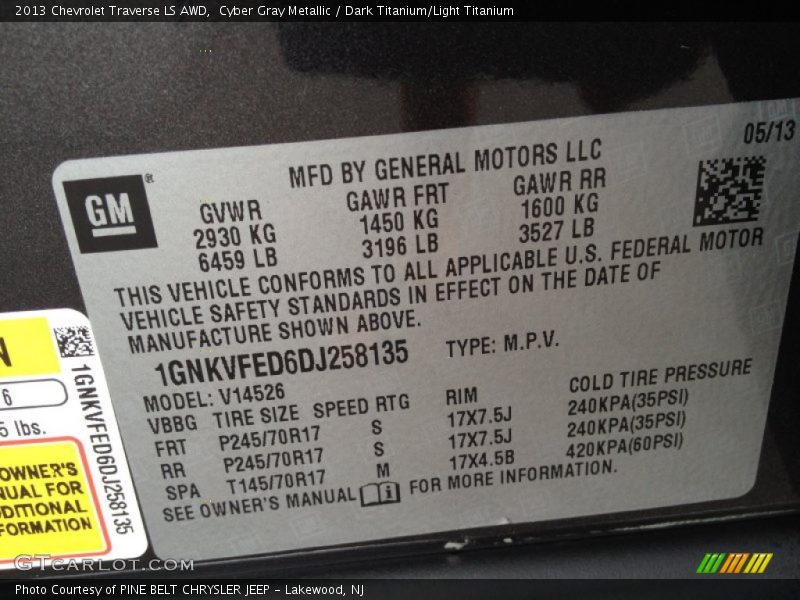 2013 Chevrolet Traverse LS AWD,  Cyber Gray Metallic / Dark Titanium/Light Titanium
05/13
MFD BY GENERAL MOTORS LLC
GM ®
GVWR GAWR FRT GAWR RR
2930 KG 1450 KG 1600 KG
6459 LB 3196 LB 3527 LB
THIS VEHICLE CONFORMS TO ALL APPLICABLE U.S. FEDERAL MOTOR
VEHICLE SAFETY STANDARDS IN EFFECT ON THE DATE OF
MANUFACTURE SHOWN ABOVE.
1GNKVFED6DJ258135 TYPE: M.P.V.
MODEL: V14526
VBBG TIRE SIZE SPEED RTG RIM COLD TIRE PRESSURE
FRT P245/70R17 S 17X7.5J 240KPA(35PSI)
RR P245/70R17 S 17X7.5J 240KPA(35PSI)
SPA T145/70R17 M 17X4.5B 420KPA(60PSI)
SEE OWNER'S MANUAL i FOR MORE INFORMATION.
N
6
5 lbs.
1GNKVFED6DJ258135
OWNER'S
NUAL FOR
DDITIONAL
FORMATION
GTcarlot.com
Photo Courtesy of PINE BELT CHRYSLER JEEP - Lakewood, NJ